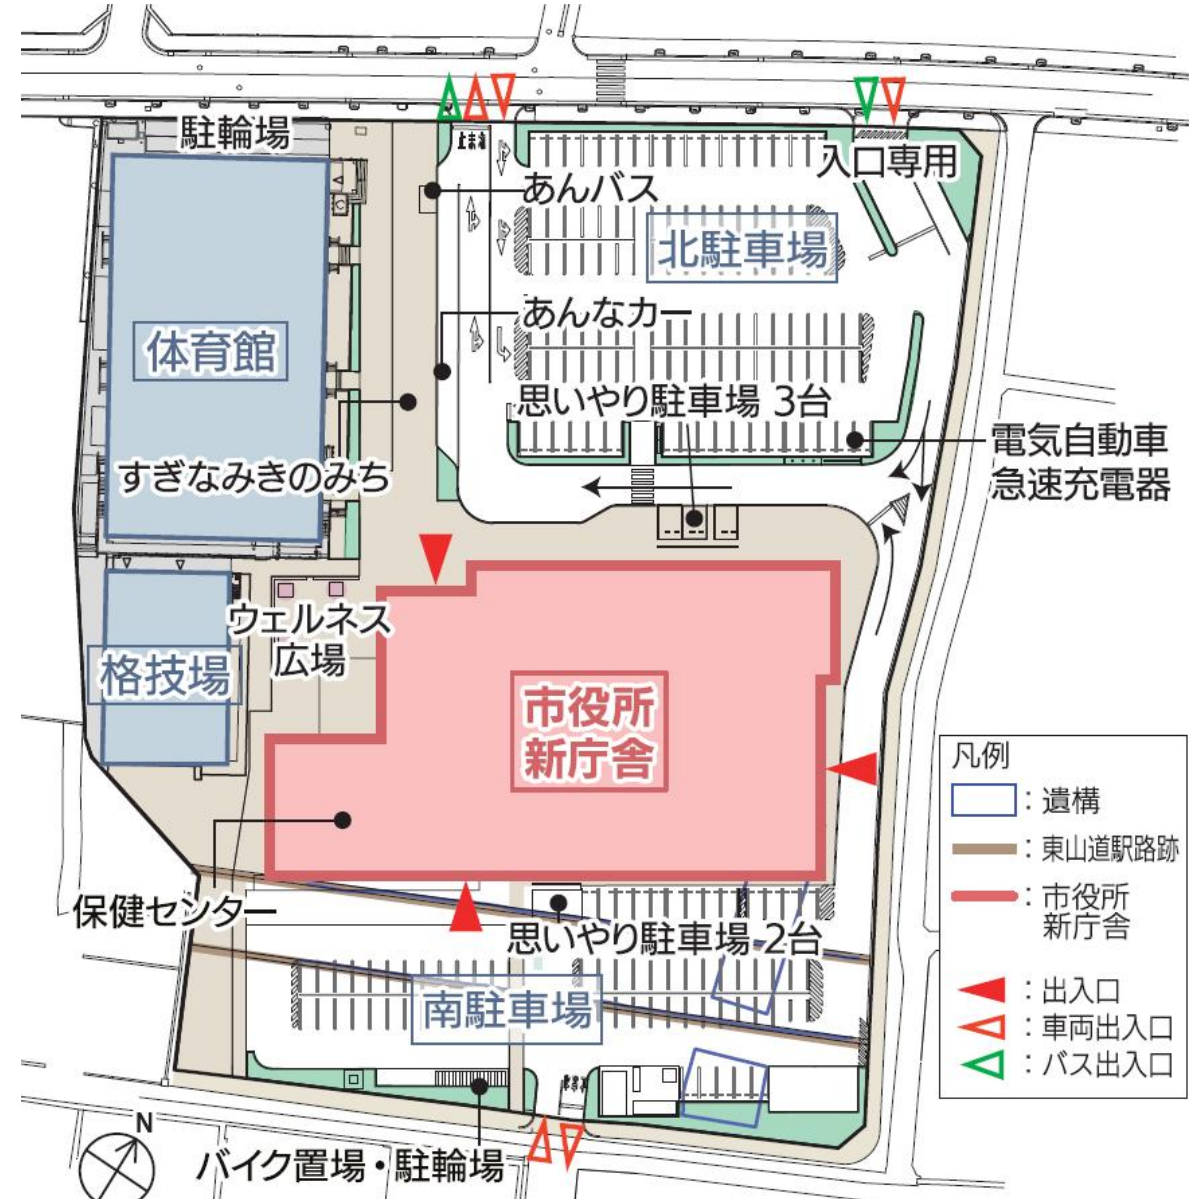 駐輪場
止まれ
あんバス
入口専用
北駐車場
体育館
あんなカー
思いやり駐車場 3台
電気自動車
急速充電器
すぎなみきのみち
ウェルネス
広場
格技場
市役所
新庁舎
保健センター
思いやり駐車場 2台
南駐車場
バイク置場・駐輪場
N
凡例
：遺構
：東山道駅路跡
：市役所
新庁舎
：出入口
：車両出入口
：バス出入口